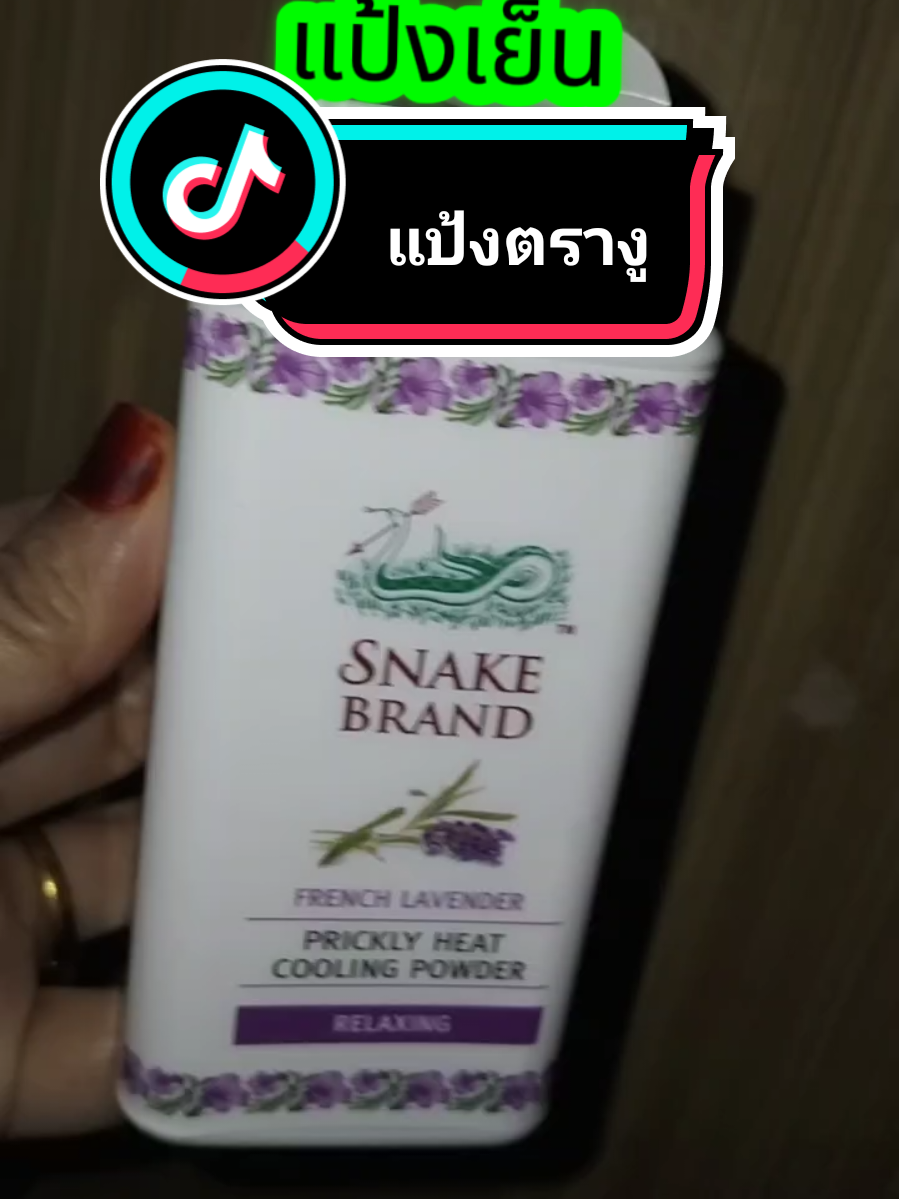 แป้งเย็น
แป้งตรางู
SNAKE
BRAND
FRENCH LAVENDER
PRICKLY HEAT
COOLING POWDER
RELAXING